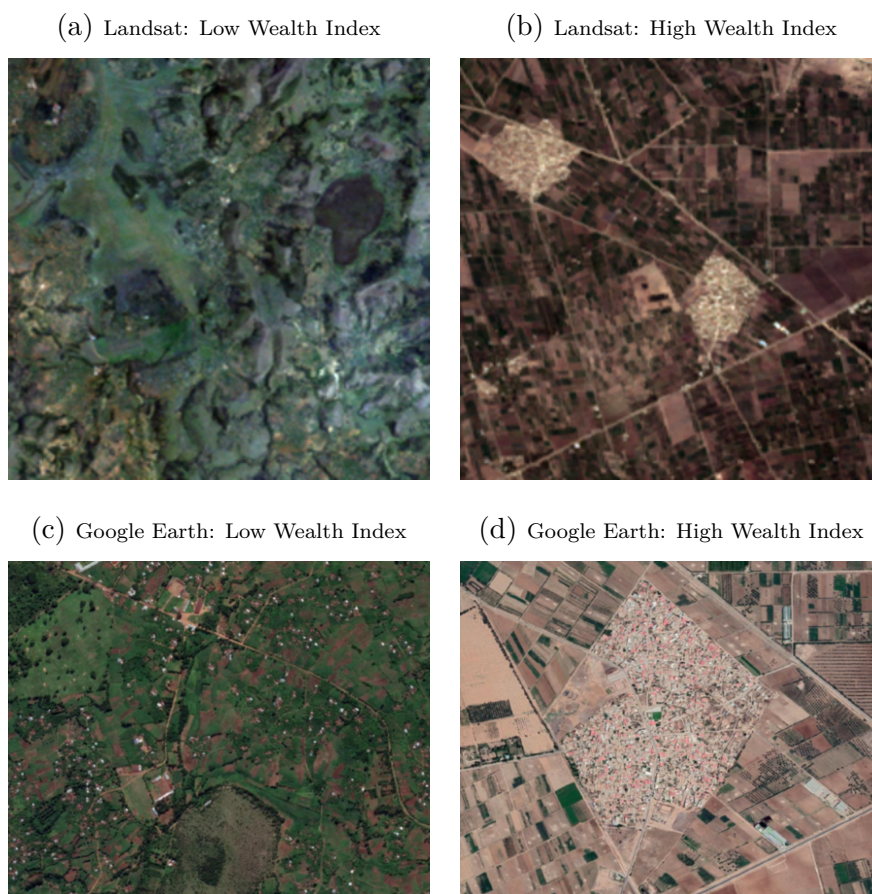 (a) Landsat: Low Wealth Index
(b) Landsat: High Wealth Index
(c) Google Earth: Low Wealth Index
(d) Google Earth: High Wealth Index